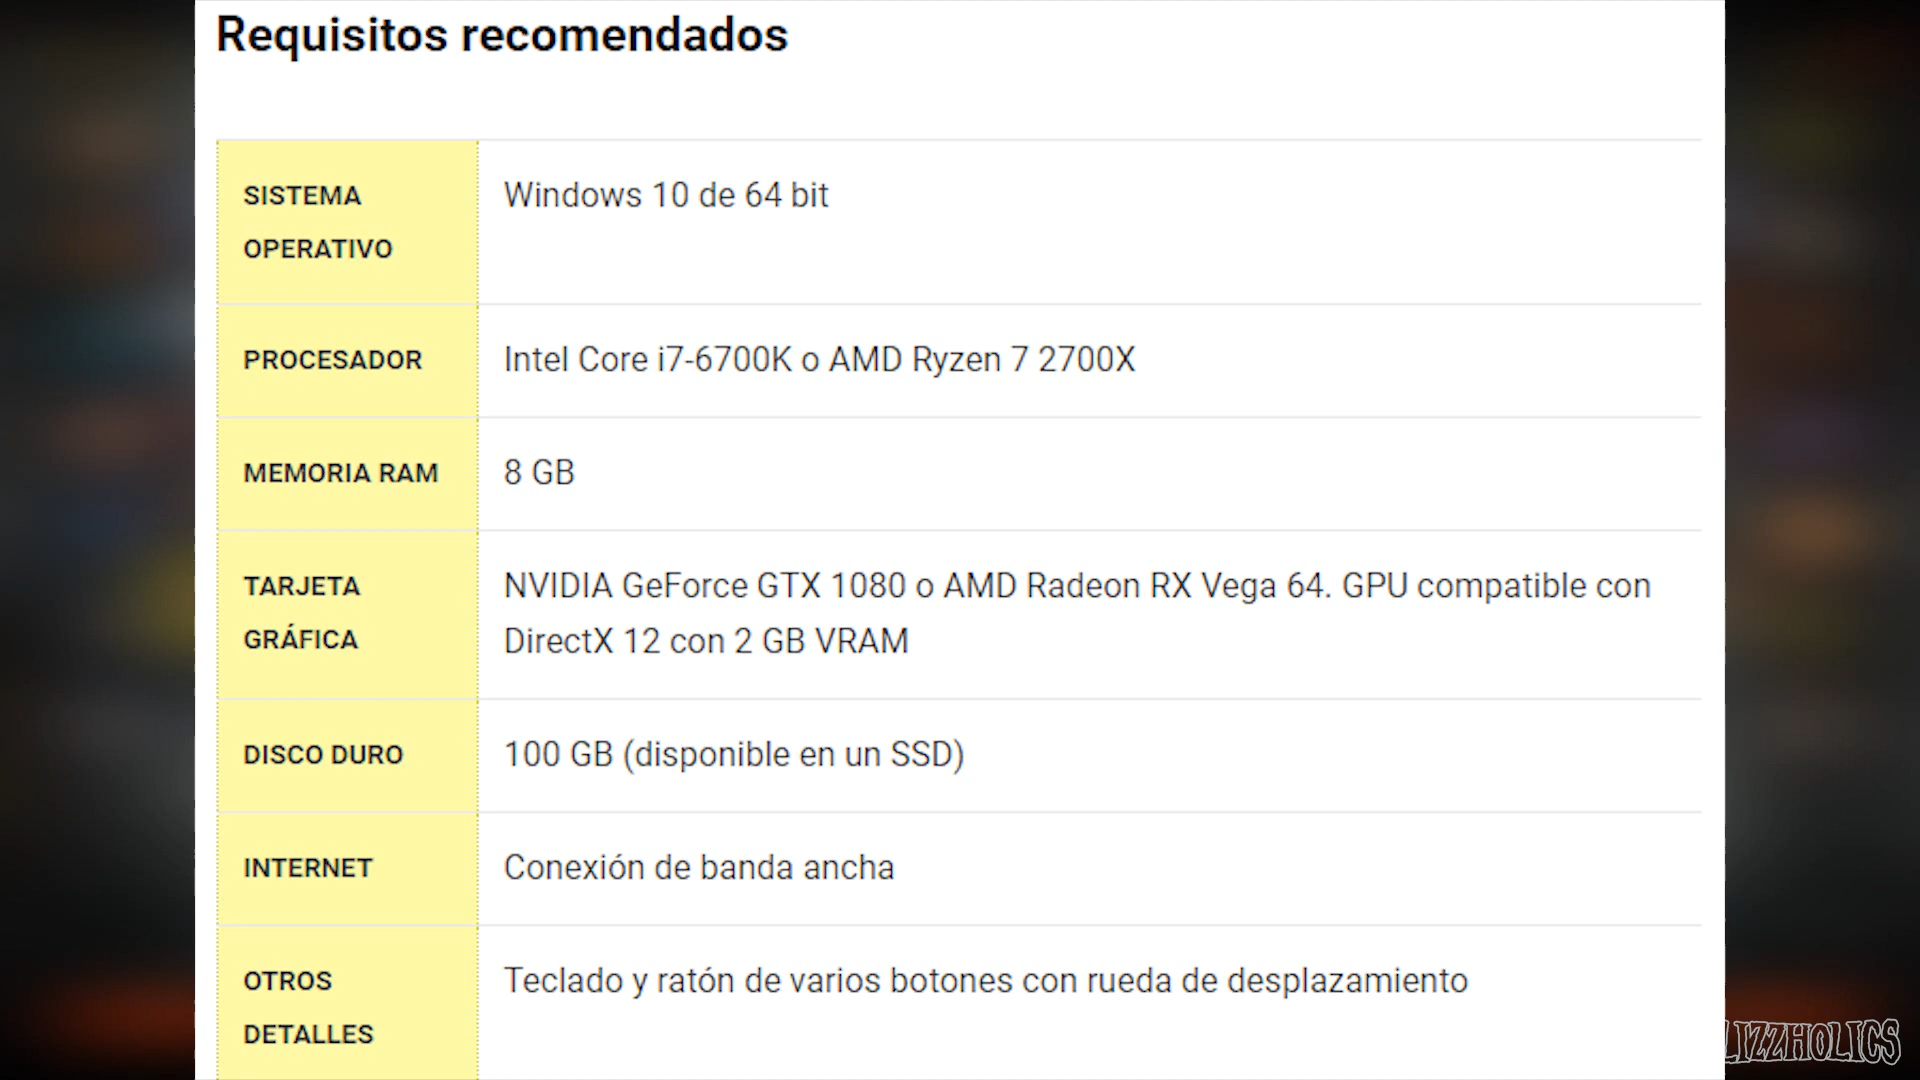 Requisitos recomendados
SISTEMA
OPERATIVO
Windows 10 de 64 bit
PROCESADOR
Intel Core i7-6700K o AMD Ryzen 7 2700X
MEMORIA RAM
8 GB
TARJETA
GRÁFICA
NVIDIA GeForce GTX 1080 o AMD Radeon RX Vega 64. GPU compatible con
DirectX 12 con 2 GB VRAM
DISCO DURO
100 GB (disponible en un SSD)
INTERNET
Conexión de banda ancha
OTROS
DETALLES
Teclado y ratón de varios botones con rueda de desplazamiento
LIZZHOLICS